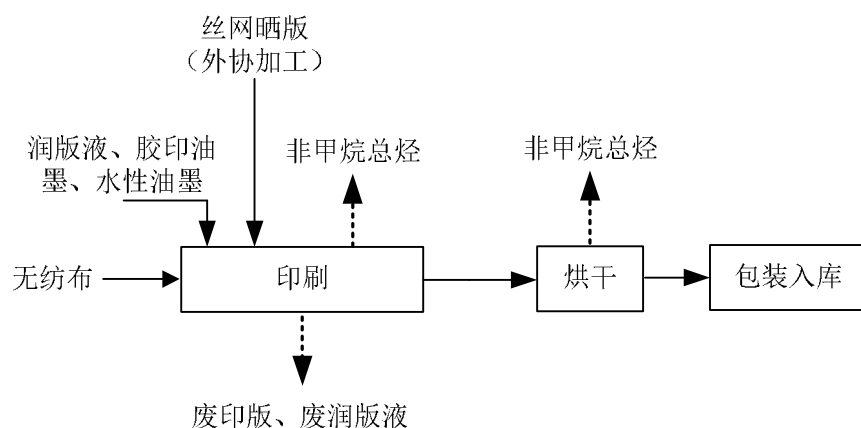 丝网晒版
（外协加工）
润版液、胶印油
墨、水性油墨
非甲烷总烃
非甲烷总烃
无纺布
印刷
烘干
包装入库
废印版、废润版液